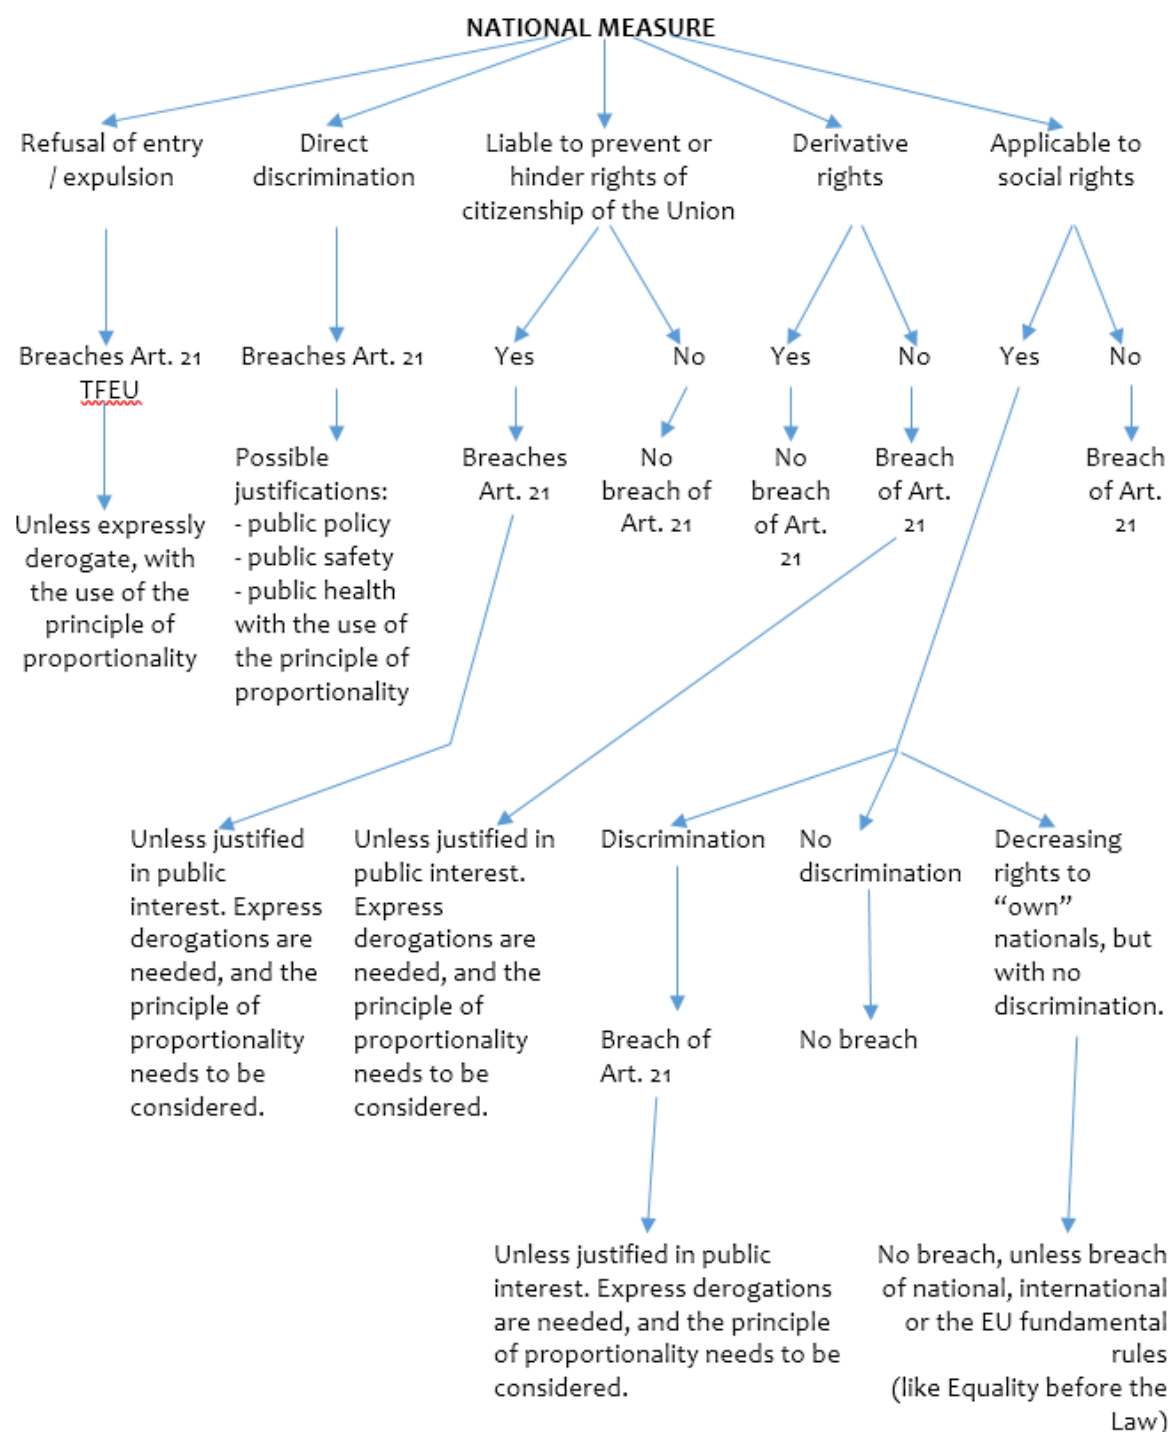 NATIONAL MEASURE
Refusal of entry
/ expulsion
Direct
discrimination
Liable to prevent or
hinder rights of
citizenship of the Union
Derivative
rights
Applicable to
social rights
Breaches Art. 21
TFEU
Breaches Art. 21
Yes
No
Yes
No
Yes
No
Unless expressly
derogate, with
the use of the
principle of
proportionality
Possible
justifications:
- public policy
- public safety
- public health
with the use of
the principle of
proportionality
Breaches
Art. 21
No
breach of
Art. 21
No
breach
of Art.
21
Breach
of Art.
21
Breach
of Art.
21
Unless justified
in public
interest. Express
derogations are
needed, and the
principle of
proportionality
needs to be
considered.
Unless justified in
public interest.
Express
derogations are
needed, and the
principle of
proportionality
needs to be
considered.
Discrimination
No
discrimination
Decreasing
rights to
“own”
nationals, but
with no
discrimination.
Breach of
Art. 21
No breach
Unless justified in public
interest. Express derogations
are needed, and the principle
of proportionality needs to be
considered.
No breach, unless breach
of national, international
or the EU fundamental
rules
(like Equality before the
Law)